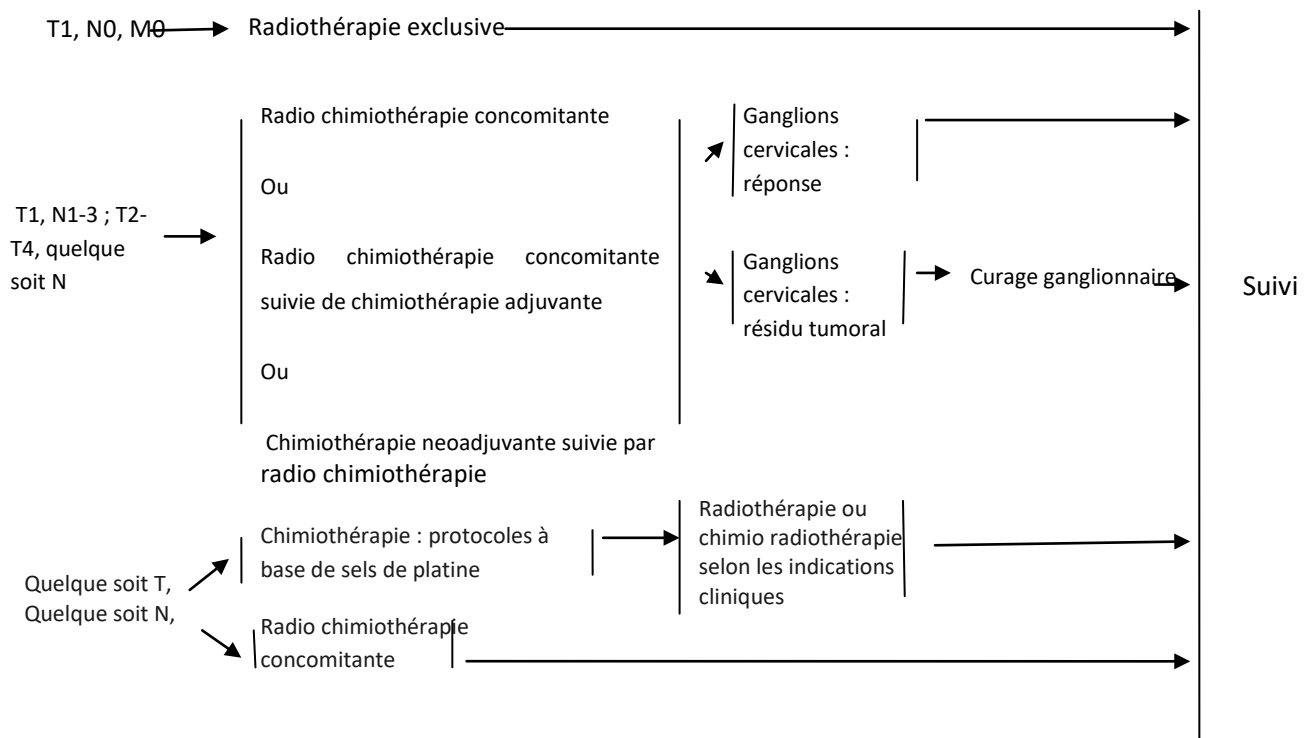 T1, N0, M0
Radiothérapie exclusive
Radio chimiothérapie concomitante
Ou
Radio chimiothérapie concomitante
suivie de chimiothérapie adjuvante
Ou
Chimiothérapie neoadjuvante suivie par
radio chimiothérapie
T1, N1-3 ; T2-
T4, quelque
soit N
Ganglions
cervicales :
réponse
Ganglions
cervicales :
résidu tumoral
Curage ganglionnaire
Suivi
Quelque soit T,
Quelque soit N,
Chimiothérapie : protocoles à
base de sels de platine
Radiothérapie ou
chimio radiothérapie
selon les indications
cliniques
Radio chimiothérapie
concomitante